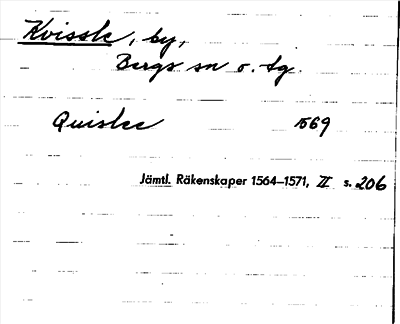 Kvissle, by,
Bergs sn o. tg.
Quislee 1569
Jämtl. Räkenskaper 1564–1571, II s. 206